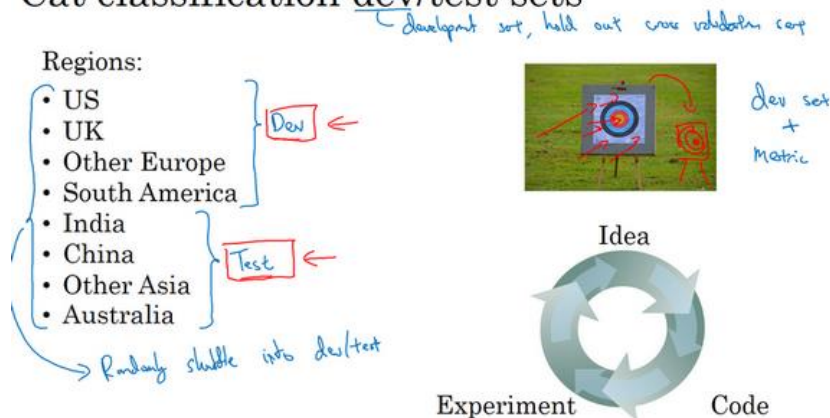 Cat classification dev/test sets
development set, hold out cross validation
Regions:
• US
• UK
• Other Europe
• South America
• India
• China
• Other Asia
• Australia
Dev
Test
Randomly shuffle into dev/test
dev set
+
metric
Idea
Code
Experiment